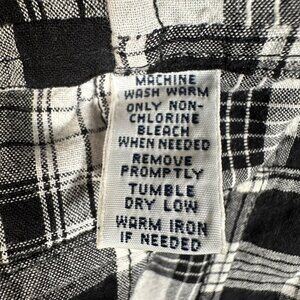 MACHINE
WASH WARM
ONLY NON-
CHLORINE
BLEACH
WHEN NEEDED
REMOVE
PROMPTLY
TUMBLE
DRY LOW
WARM IRON
IF NEEDED